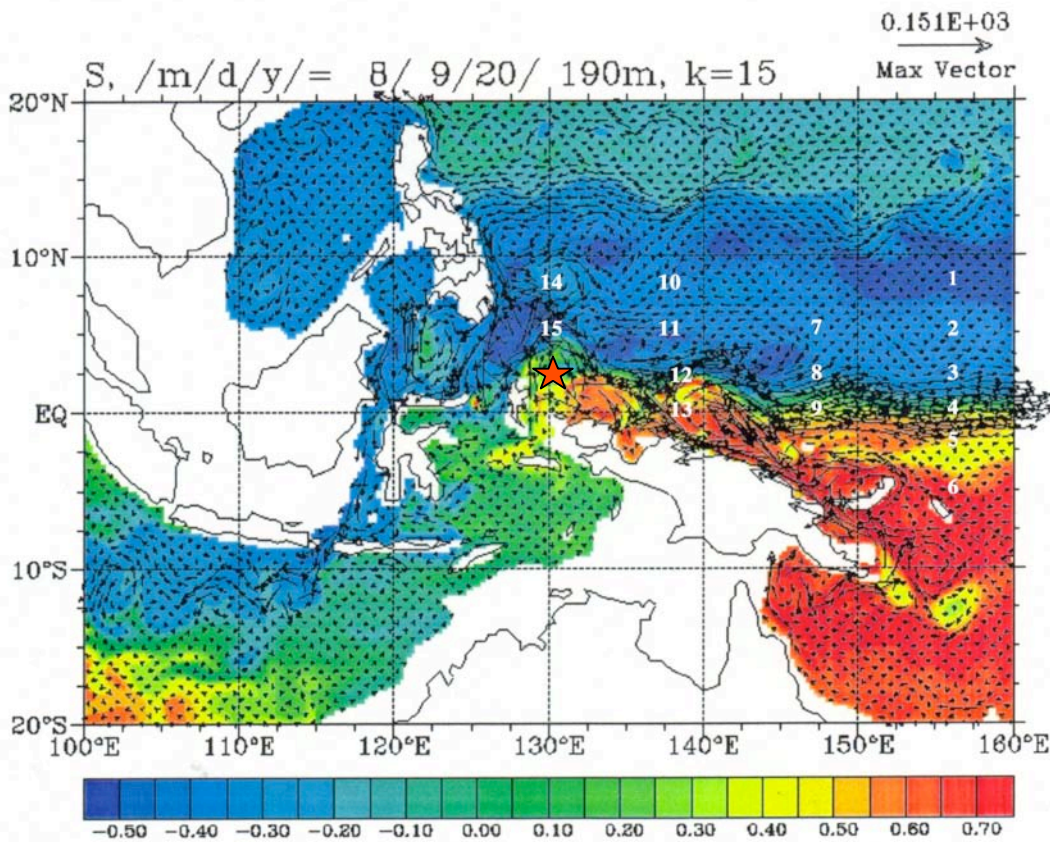 0.151E+03
Max Vector
S, /m/d/y/= 8/ 9/20/ 190m, k=15
20°N
10°N
EQ
10°S
20°S
14 10 1
15 11 7 2
12 8 3
13 9 4
5
6
100°E 110°E 120°E 130°E 140°E 150°E 160°E
-0.50 -0.40 -0.30 -0.20 -0.10 0.00 0.10 0.20 0.30 0.40 0.50 0.60 0.70